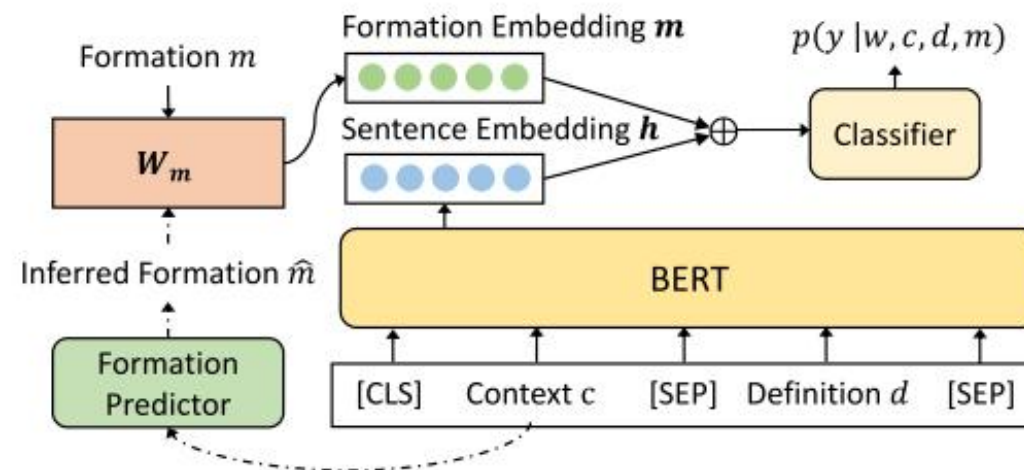 Formation Embedding m
p(y |w, c, d, m)
Formation m
Sentence Embedding h
⊕
Classifier
W_m
Inferred Formation m̂
BERT
Formation
Predictor
[CLS] Context c [SEP] Definition d [SEP]